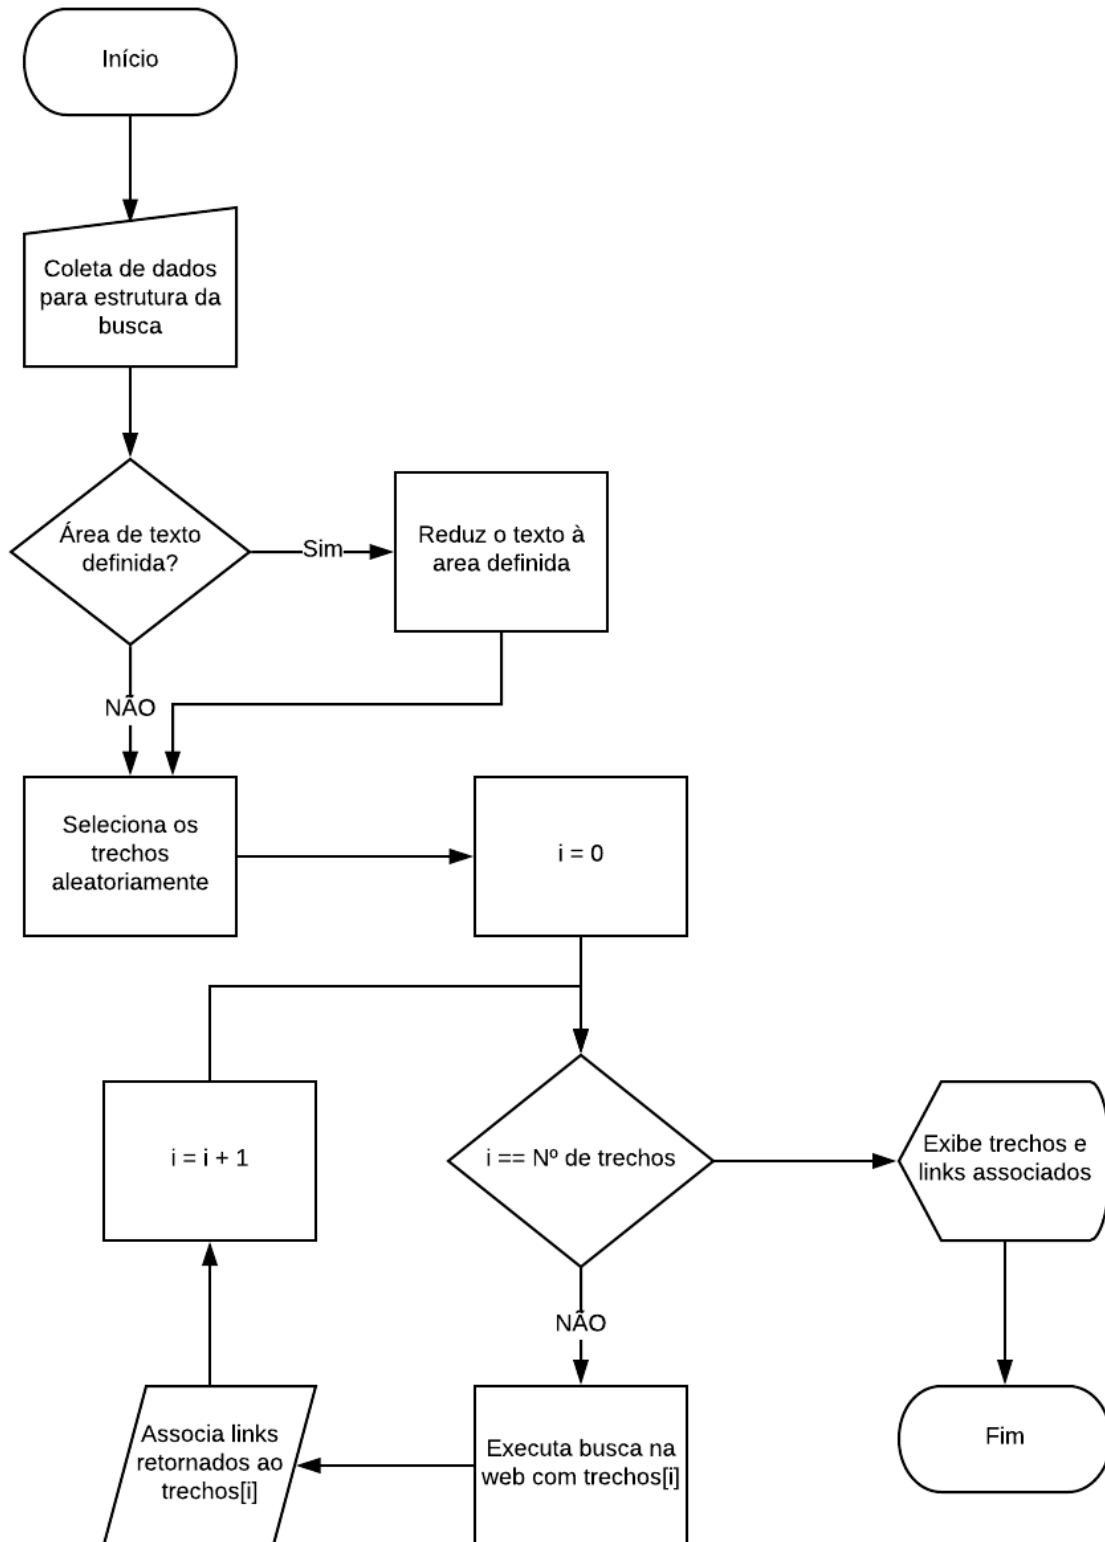 Início
Coleta de dados
para estrutura da
busca
Área de texto
definida?
Sim
Reduz o texto à
area definida
NÃO
Seleciona os
trechos
aleatoriamente
i = 0
i = i + 1
i == Nº de trechos
Exibe trechos e
links associados
NÃO
Associa links
retornados ao
trechos[i]
Executa busca na
web com trechos[i]
Fim